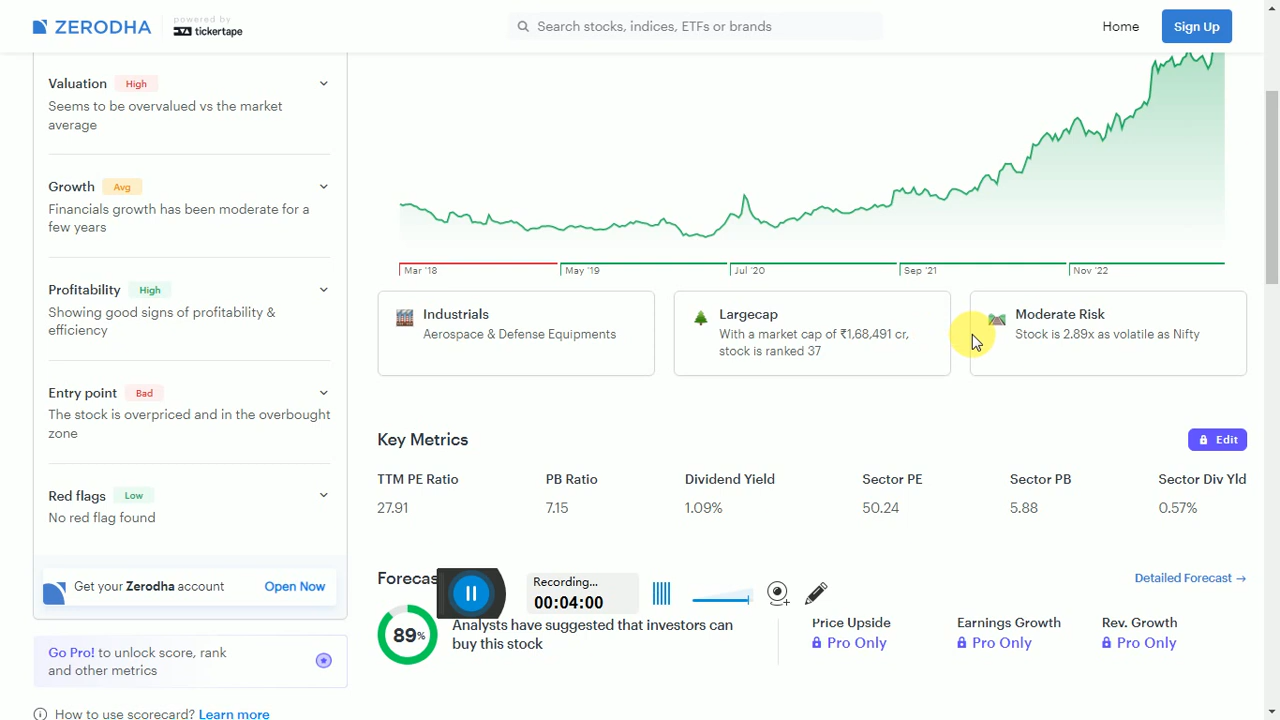 ZERODHA
powered by
tickertape
Search stocks, indices, ETFs or brands
Home
Sign Up
Valuation High
Seems to be overvalued vs the market
average
Growth Avg
Financials growth has been moderate for a
few years
Profitability High
Showing good signs of profitability &
efficiency
Entry point Bad
The stock is overpriced and in the overbought
zone
Red flags Low
No red flag found
Get your Zerodha account Open Now
Go Pro! to unlock score, rank
and other metrics
How to use scorecard? Learn more
Mar '18 May '19 Jul '20 Sep '21 Nov '22
Industrials
Aerospace & Defense Equipments
Largecap
With a market cap of ₹1,68,491 cr,
stock is ranked 37
Moderate Risk
Stock is 2.89x as volatile as Nifty
Key Metrics
Edit
TTM PE Ratio PB Ratio Dividend Yield Sector PE Sector PB Sector Div Yld
27.91 7.15 1.09% 50.24 5.88 0.57%
Detailed Forecast →
Recording...
00:04:00
89%
Analysts have suggested that investors can
buy this stock
Price Upside Earnings Growth Rev. Growth
Pro Only Pro Only Pro Only